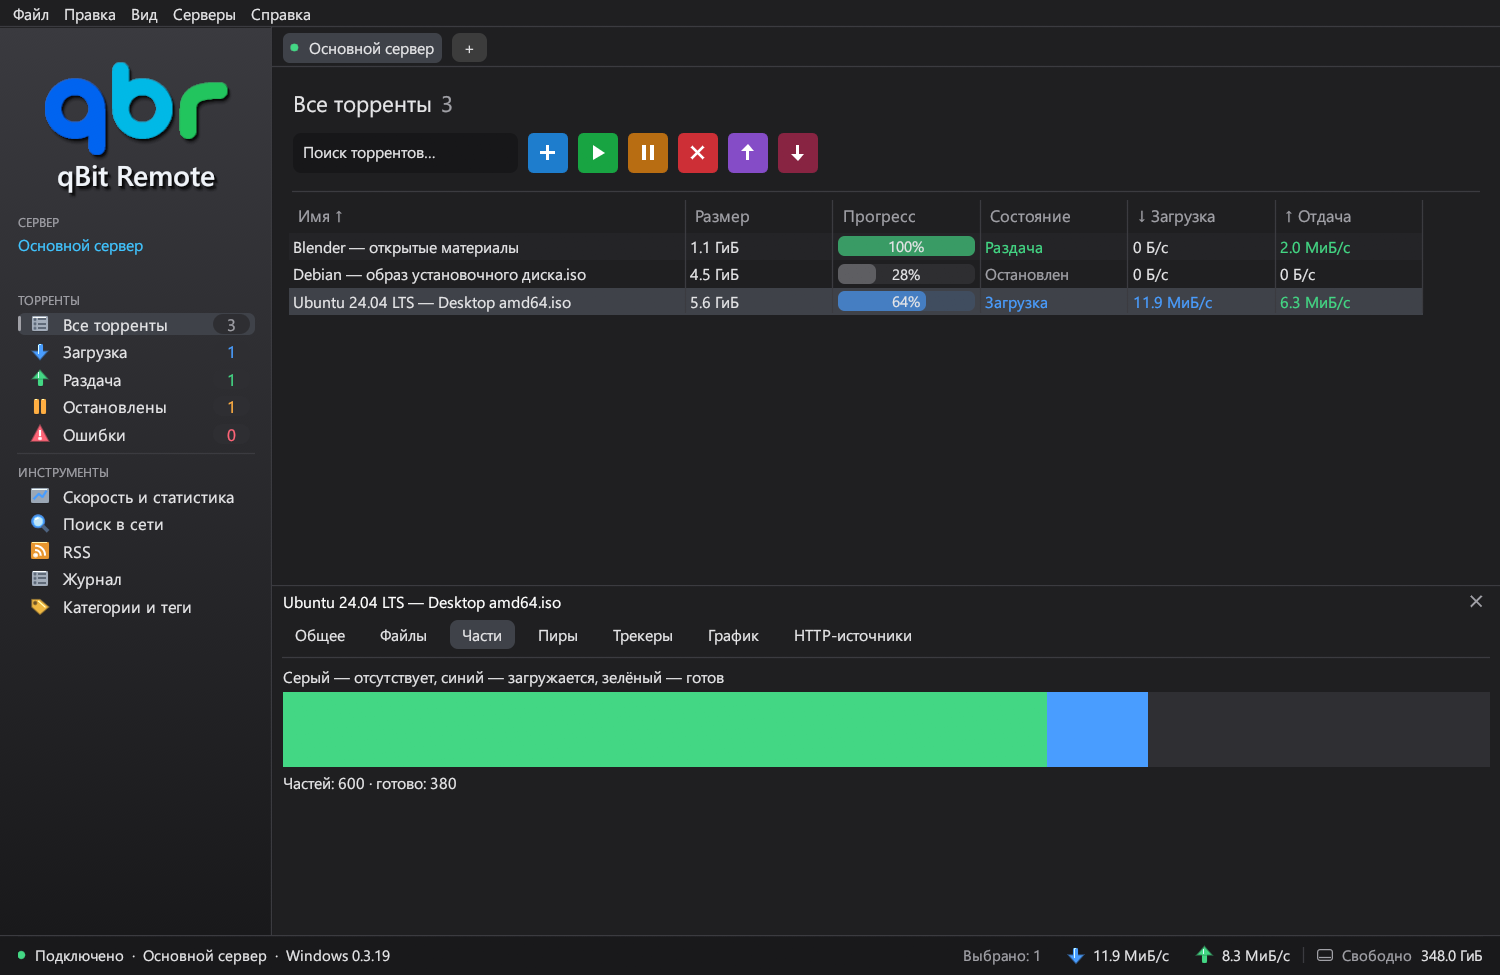 Файл Правка Вид Серверы Справка
qbr
qBit Remote
СЕРВЕР
Основной сервер
ТОРРЕНТЫ
Все торренты 3
Загрузка 1
Раздача 1
Остановлены 1
Ошибки 0
ИНСТРУМЕНТЫ
Скорость и статистика
Поиск в сети
RSS
Журнал
Категории и теги
Основной сервер +
Все торренты 3
Поиск торрентов...
Имя ↑ Размер Прогресс Состояние ↓ Загрузка ↑ Отдача
Blender — открытые материалы 1.1 ГиБ 100% Раздача 0 Б/с 2.0 МиБ/с
Debian — образ установочного диска.iso 4.5 ГиБ 28% Остановлен 0 Б/с 0 Б/с
Ubuntu 24.04 LTS — Desktop amd64.iso 5.6 ГиБ 64% Загрузка 11.9 МиБ/с 6.3 МиБ/с
Ubuntu 24.04 LTS — Desktop amd64.iso
Общее Файлы Части Пиры Трекеры График HTTP-источники
Серый — отсутствует, синий — загружается, зелёный — готов
Частей: 600 · готово: 380
Подключено · Основной сервер · Windows 0.3.19
Выбрано: 1 11.9 МиБ/с 8.3 МиБ/с Свободно 348.0 ГиБ